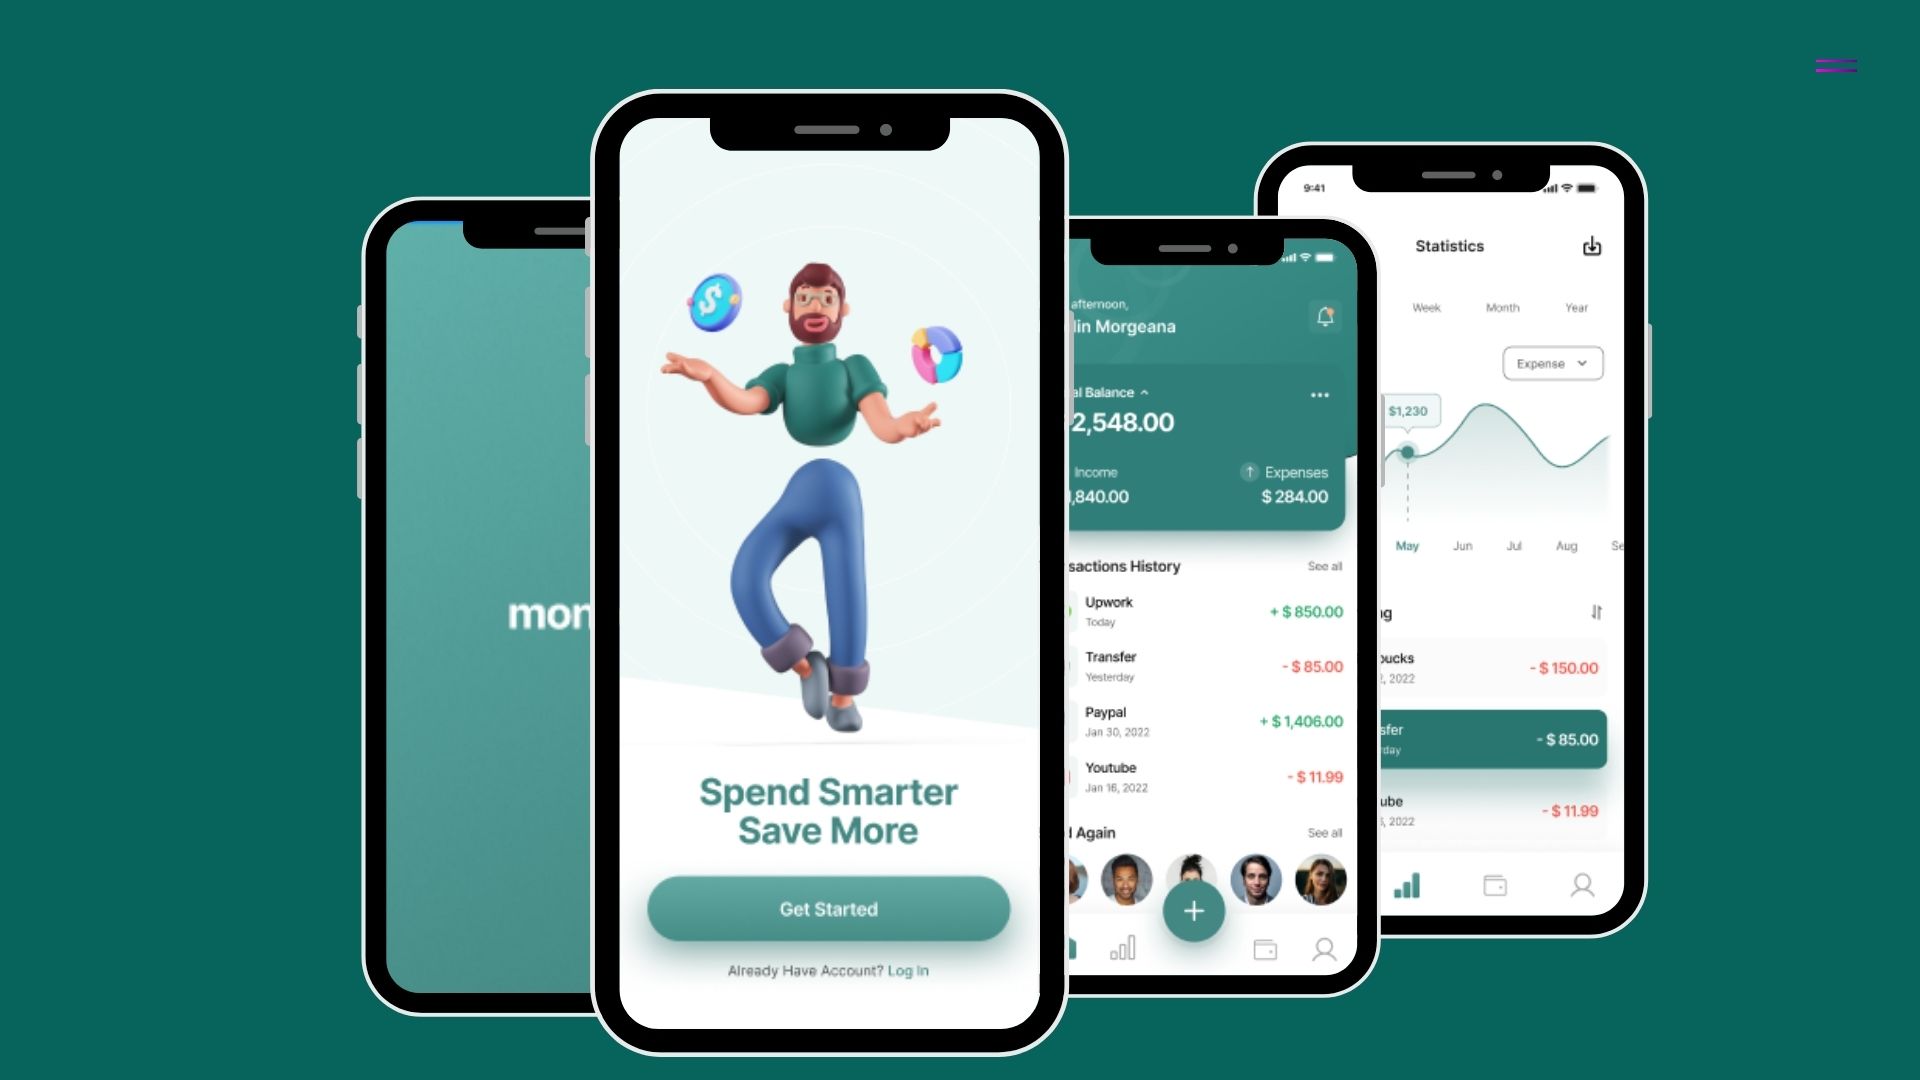 mon
Spend Smarter
Save More
Get Started
Already Have Account? Log In
afternoon,
lin Morgeana
al Balance
2,548.00
Income
Expenses
,840.00
$ 284.00
sactions History
See all
Upwork
+ $ 850.00
Today
Transfer
- $ 85.00
Yesterday
Paypal
+ $ 1,406.00
Jan 30, 2022
Youtube
- $ 11.99
Jan 16, 2022
Again
See all
9:41
Statistics
Week Month Year
Expense
$1,230
May Jun Jul Aug Se
ng
bucks
- $ 150.00
, 2022
sfer
- $ 85.00
day
ube
- $ 11.99
, 2022